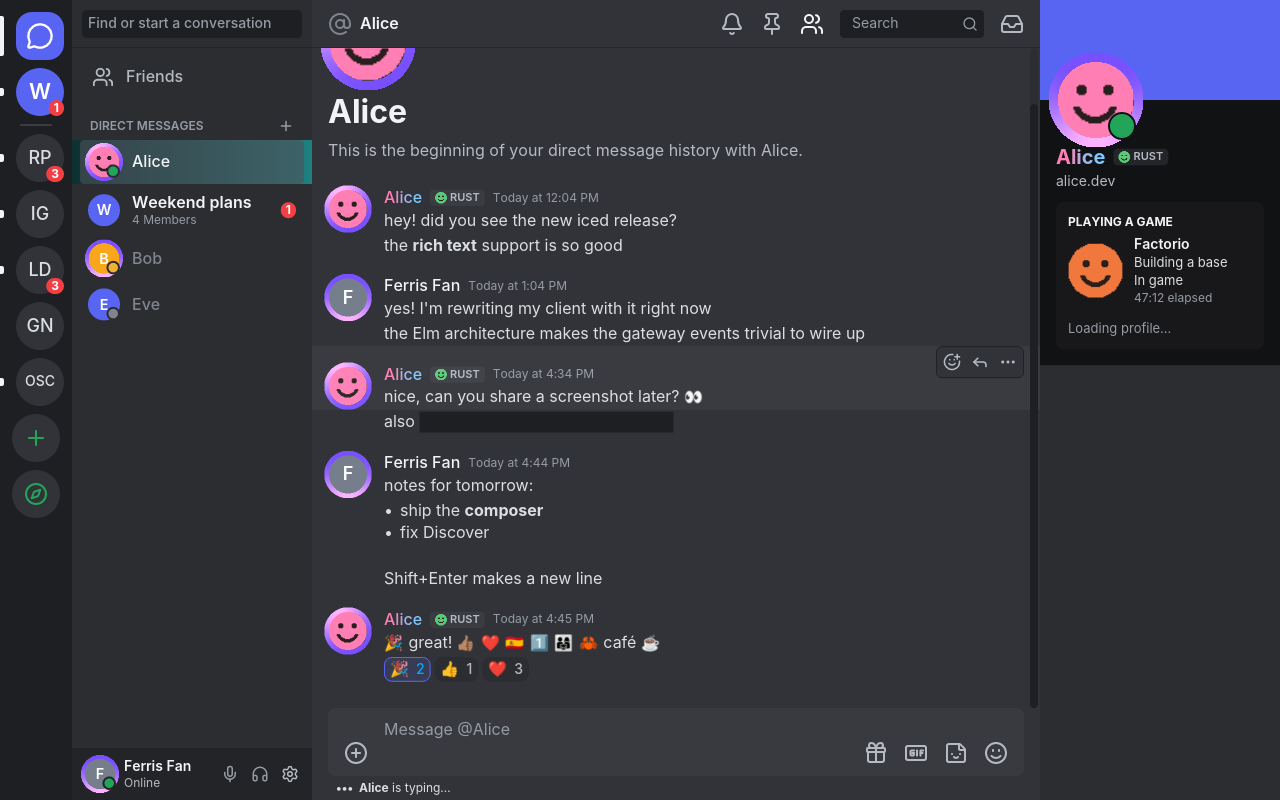 Find or start a conversation
W
1
RP
3
IG
LD
3
GN
OSC
Friends
DIRECT MESSAGES
Alice
W
Weekend plans
4 Members
1
B
Bob
E
Eve
F
Ferris Fan
Online
Alice
Search
Alice
This is the beginning of your direct message history with Alice.
Alice RUST Today at 12:04 PM
hey! did you see the new iced release?
the rich text support is so good
F
Ferris Fan Today at 1:04 PM
yes! I'm rewriting my client with it right now
the Elm architecture makes the gateway events trivial to wire up
Alice RUST Today at 4:34 PM
nice, can you share a screenshot later? 👀
also
F
Ferris Fan Today at 4:44 PM
notes for tomorrow:
• ship the composer
• fix Discover
Shift+Enter makes a new line
Alice RUST Today at 4:45 PM
🎉 great! 👍🏽 ❤️ 🇪🇸 1️⃣ 👨‍👩‍👧 🦀 café ☕
🎉 2 👍 1 ❤️ 3
Message @Alice
GIF
••• Alice is typing...
Alice RUST
alice.dev
PLAYING A GAME
Factorio
Building a base
In game
47:12 elapsed
Loading profile...